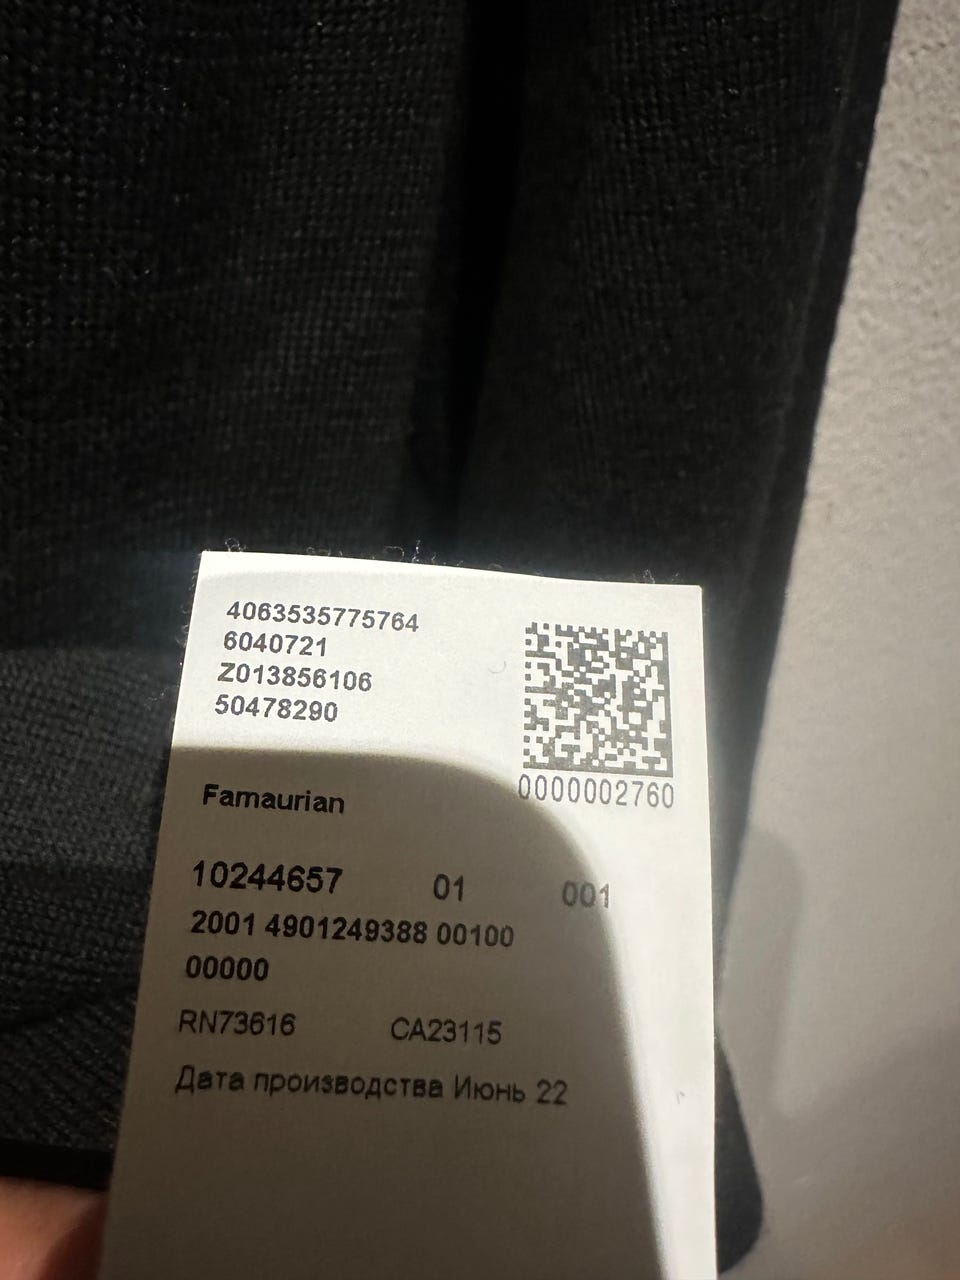 4063535775764
6040721
Z013856106
50478290
0000002760
Famaurian
10244657 01 001
2001 4901249388 00100
00000
RN73616 CA23115
Дата производства Июнь 22